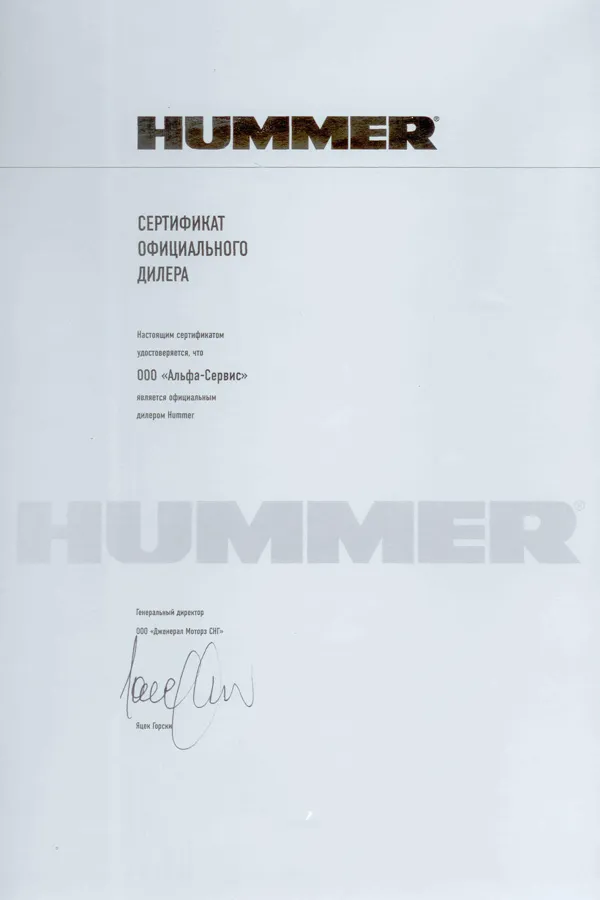 HUMMER®
СЕРТИФИКАТ
ОФИЦИАЛЬНОГО
ДИЛЕРА
Настоящим сертификатом
удостоверяется, что
ООО «Альфа-Сервис»
является официальным
дилером Hummer
HUMMER®
Генеральный директор
ООО «Дженерал Моторз СНГ»
Яцек Горски